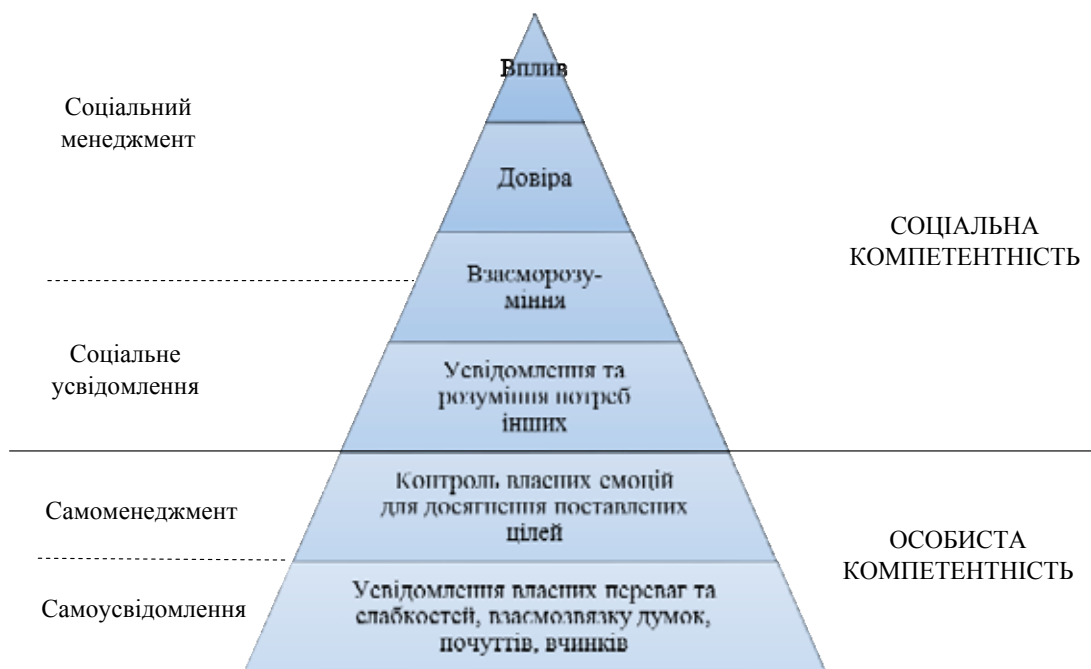 Вплив
Соціальний
менеджмент
Довіра
СОЦІАЛЬНА
КОМПЕТЕНТНІСТЬ
Взаєморозу-
міння
Соціальне
усвідомлення
Усвідомлення та
розуміння потреб
інших
Контроль власних емоцій
для досягнення поставлених
цілей
Самоменеджмент
ОСОБИСТА
КОМПЕТЕНТНІСТЬ
Усвідомлення власних переваг та
слабкостей, взаємозвязку думок,
почуттів, вчинків
Самоусвідомлення